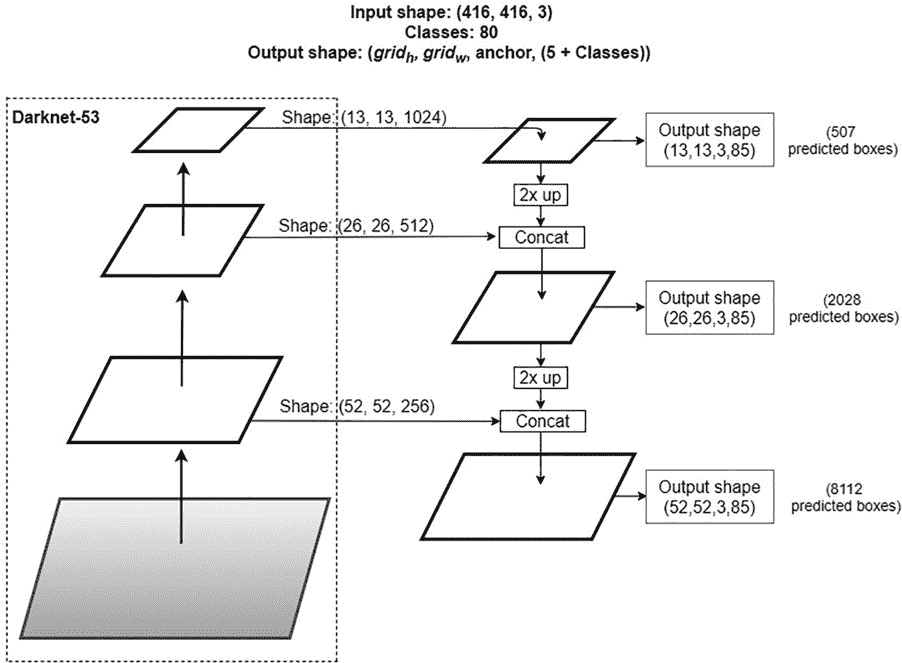 Input shape: (416, 416, 3)
Classes: 80
Output shape: (grid_h, grid_w, anchor, (5 + Classes))
Darknet-53
Shape: (13, 13, 1024)
Output shape
(13,13,3,85)
(507
predicted boxes)
2x up
Shape: (26, 26, 512)
Concat
Output shape
(26,26,3,85)
(2028
predicted boxes)
2x up
Shape: (52, 52, 256)
Concat
Output shape
(52,52,3,85)
(8112
predicted boxes)